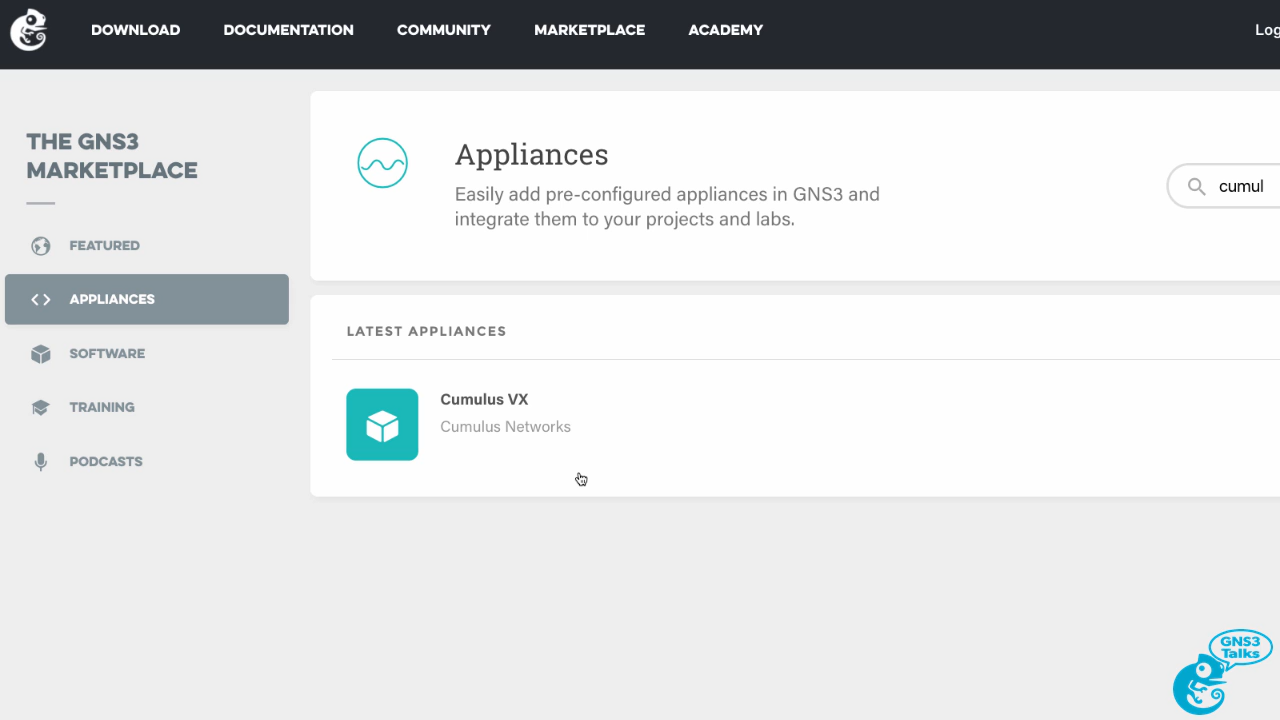 DOWNLOAD DOCUMENTATION COMMUNITY MARKETPLACE ACADEMY
THE GNS3
MARKETPLACE
FEATURED
APPLIANCES
SOFTWARE
TRAINING
PODCASTS
Appliances
Easily add pre-configured appliances in GNS3 and
integrate them to your projects and labs.
cumul
LATEST APPLIANCES
Cumulus VX
Cumulus Networks
GNS3
Talks